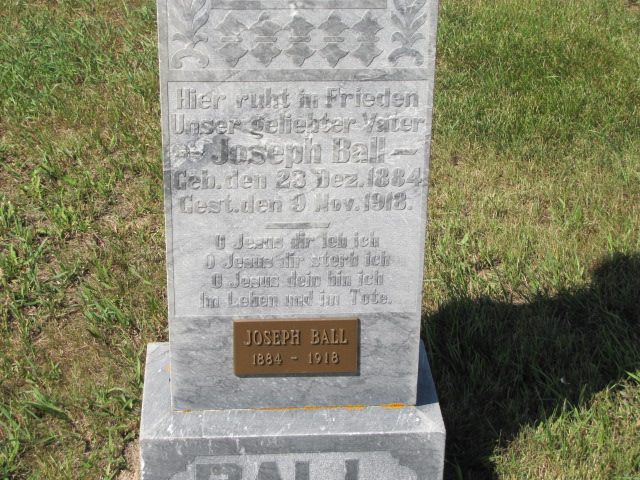 Hier ruht in Frieden
Unser geliebter Vater
Joseph Ball
Geb. den 23 Dez. 1884
Gest. den 9 Nov. 1918.
O Jesus dir leb ich
O Jesus dir sterb ich
O Jesus dein bin ich
Im Leben und im Tote.
JOSEPH BALL
1884 - 1918
BALL